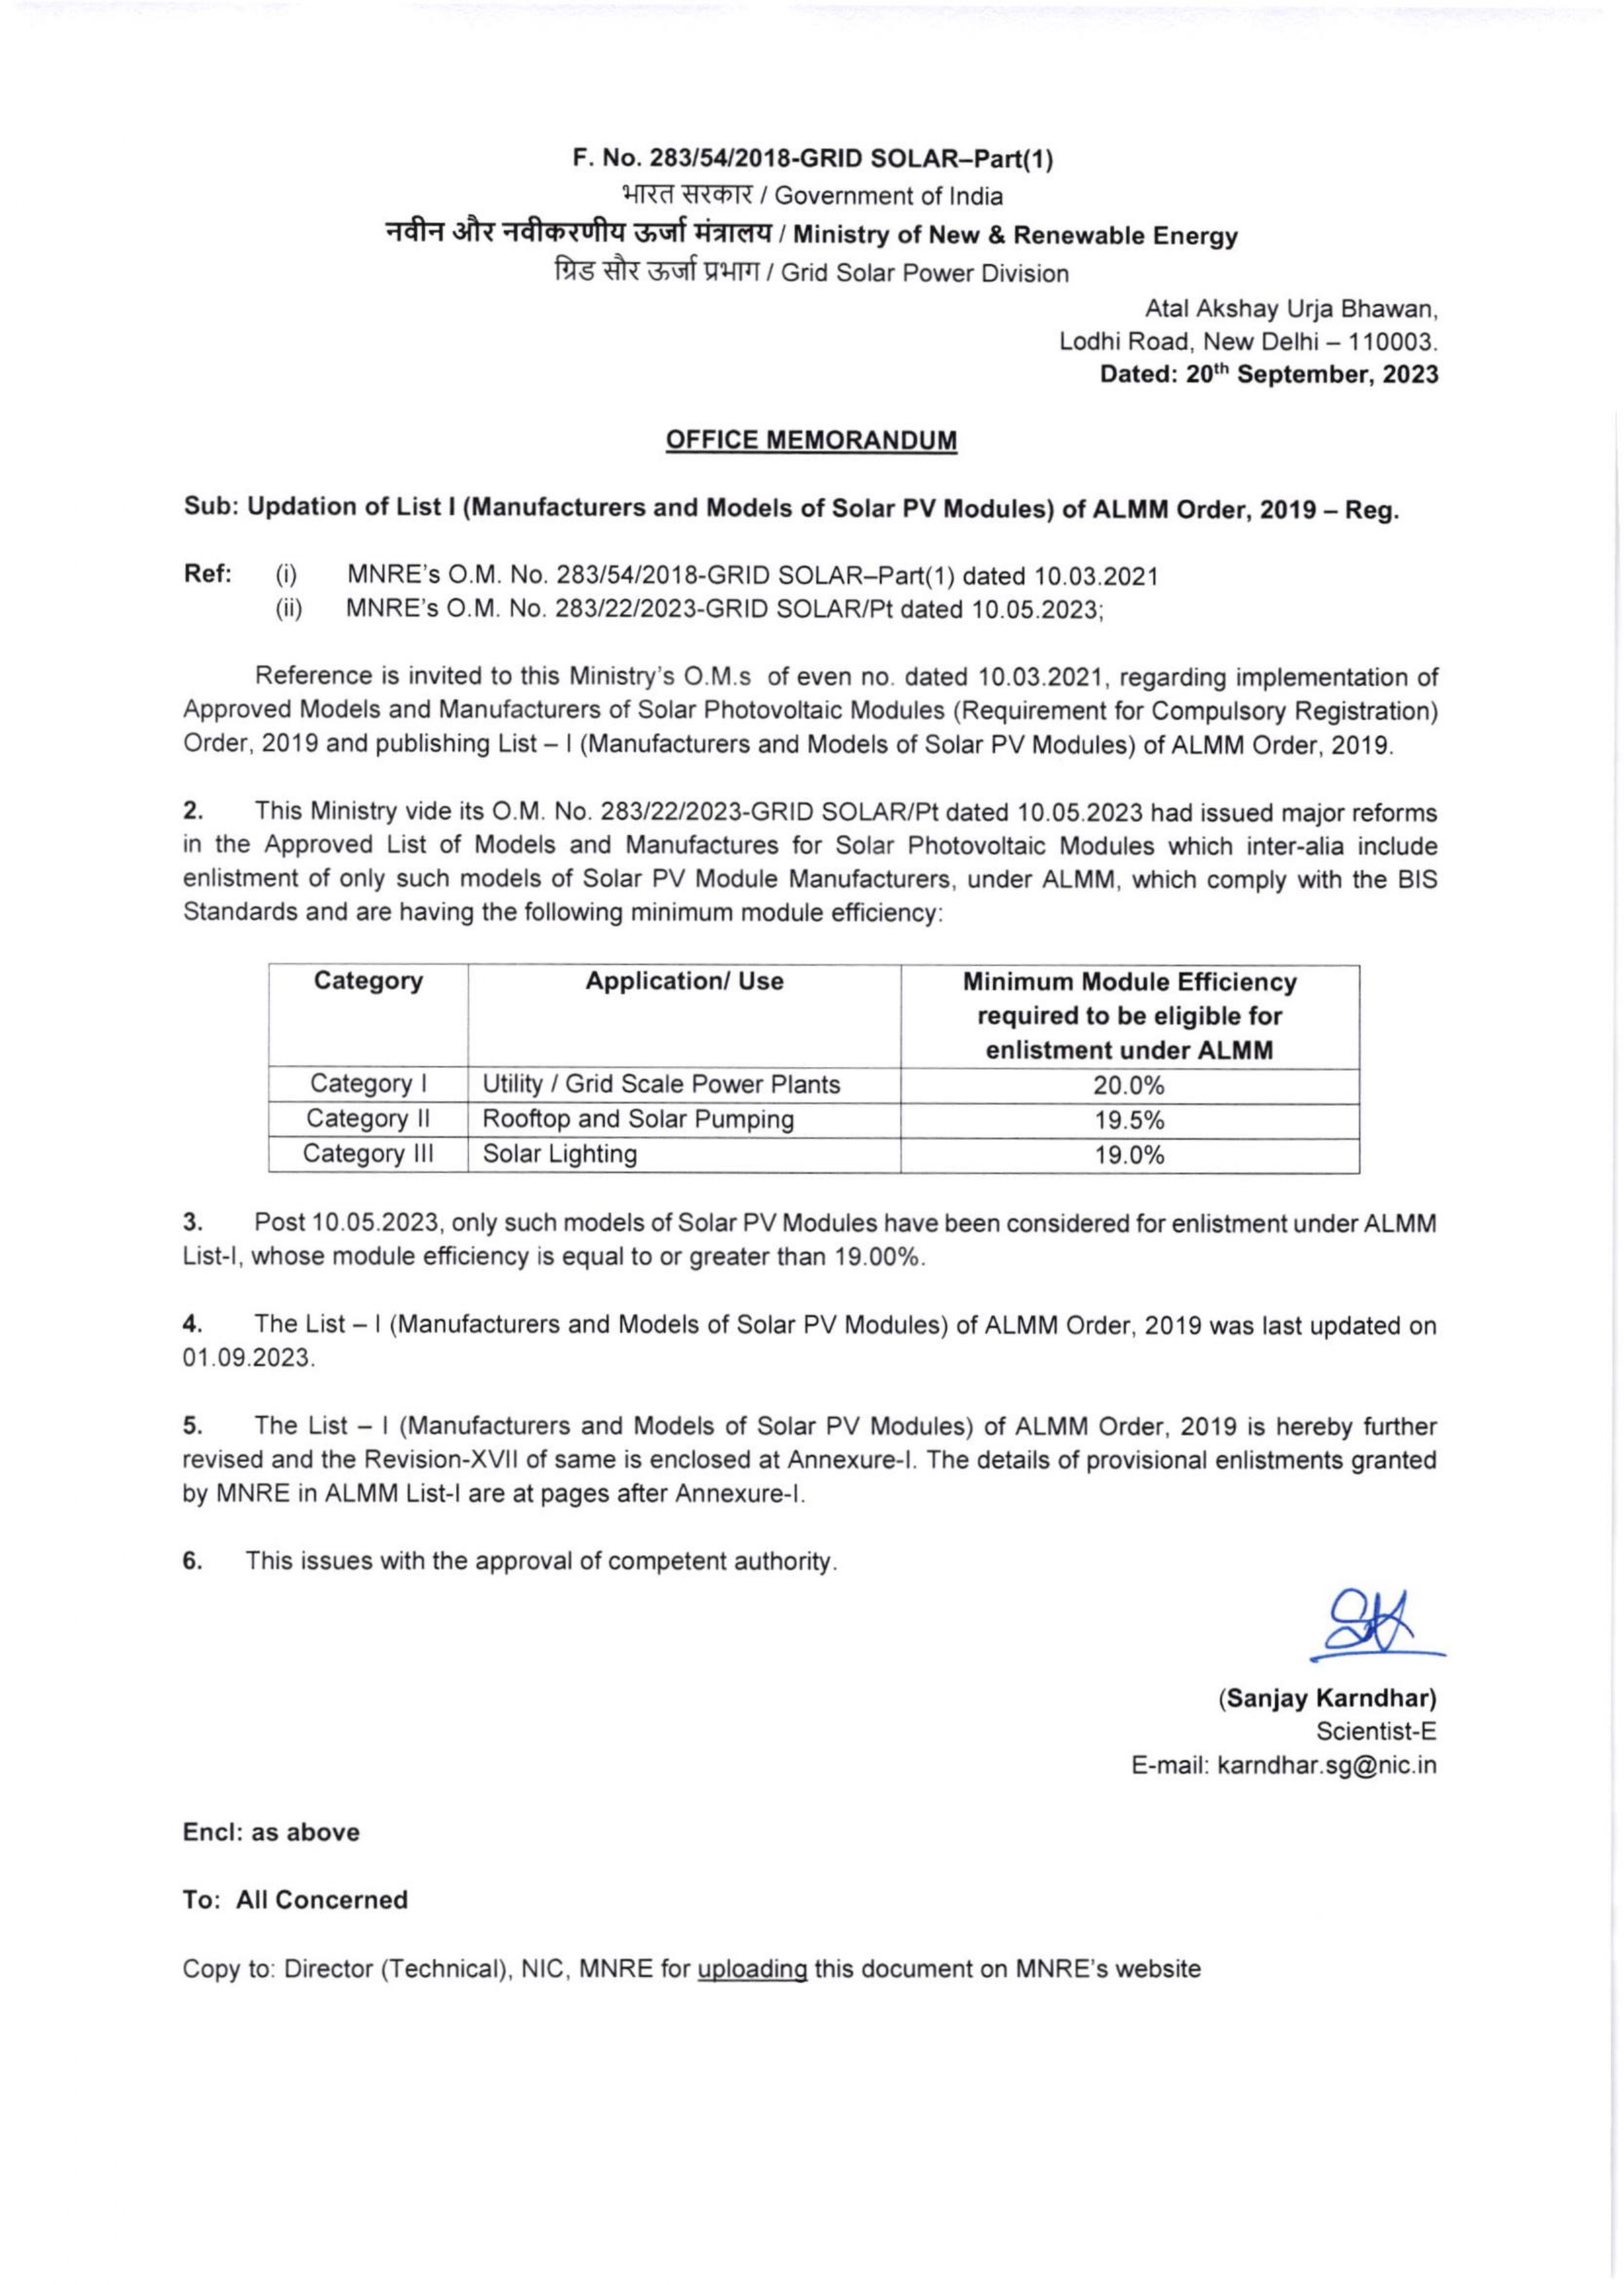 F. No. 283/54/2018-GRID SOLAR–Part(1)
भारत सरकार / Government of India
नवीन और नवीकरणीय ऊर्जा मंत्रालय / Ministry of New & Renewable Energy
ग्रिड सौर ऊर्जा प्रभाग / Grid Solar Power Division
Atal Akshay Urja Bhawan,
Lodhi Road, New Delhi – 110003.
Dated: 20th September, 2023
OFFICE MEMORANDUM
Sub: Updation of List I (Manufacturers and Models of Solar PV Modules) of ALMM Order, 2019 – Reg.
Ref: (i) MNRE's O.M. No. 283/54/2018-GRID SOLAR–Part(1) dated 10.03.2021
(ii) MNRE's O.M. No. 283/22/2023-GRID SOLAR/Pt dated 10.05.2023;
Reference is invited to this Ministry's O.M.s of even no. dated 10.03.2021, regarding implementation of
Approved Models and Manufacturers of Solar Photovoltaic Modules (Requirement for Compulsory Registration)
Order, 2019 and publishing List – I (Manufacturers and Models of Solar PV Modules) of ALMM Order, 2019.
2. This Ministry vide its O.M. No. 283/22/2023-GRID SOLAR/Pt dated 10.05.2023 had issued major reforms
in the Approved List of Models and Manufactures for Solar Photovoltaic Modules which inter-alia include
enlistment of only such models of Solar PV Module Manufacturers, under ALMM, which comply with the BIS
Standards and are having the following minimum module efficiency:
Category Application/ Use Minimum Module Efficiency
required to be eligible for
enlistment under ALMM
Category I Utility / Grid Scale Power Plants 20.0%
Category II Rooftop and Solar Pumping 19.5%
Category III Solar Lighting 19.0%
3. Post 10.05.2023, only such models of Solar PV Modules have been considered for enlistment under ALMM
List-I, whose module efficiency is equal to or greater than 19.00%.
4. The List – I (Manufacturers and Models of Solar PV Modules) of ALMM Order, 2019 was last updated on
01.09.2023.
5. The List – I (Manufacturers and Models of Solar PV Modules) of ALMM Order, 2019 is hereby further
revised and the Revision-XVII of same is enclosed at Annexure-I. The details of provisional enlistments granted
by MNRE in ALMM List-I are at pages after Annexure-I.
6. This issues with the approval of competent authority.
(Sanjay Karndhar)
Scientist-E
E-mail: karndhar.sg@nic.in
Encl: as above
To: All Concerned
Copy to: Director (Technical), NIC, MNRE for uploading this document on MNRE's website